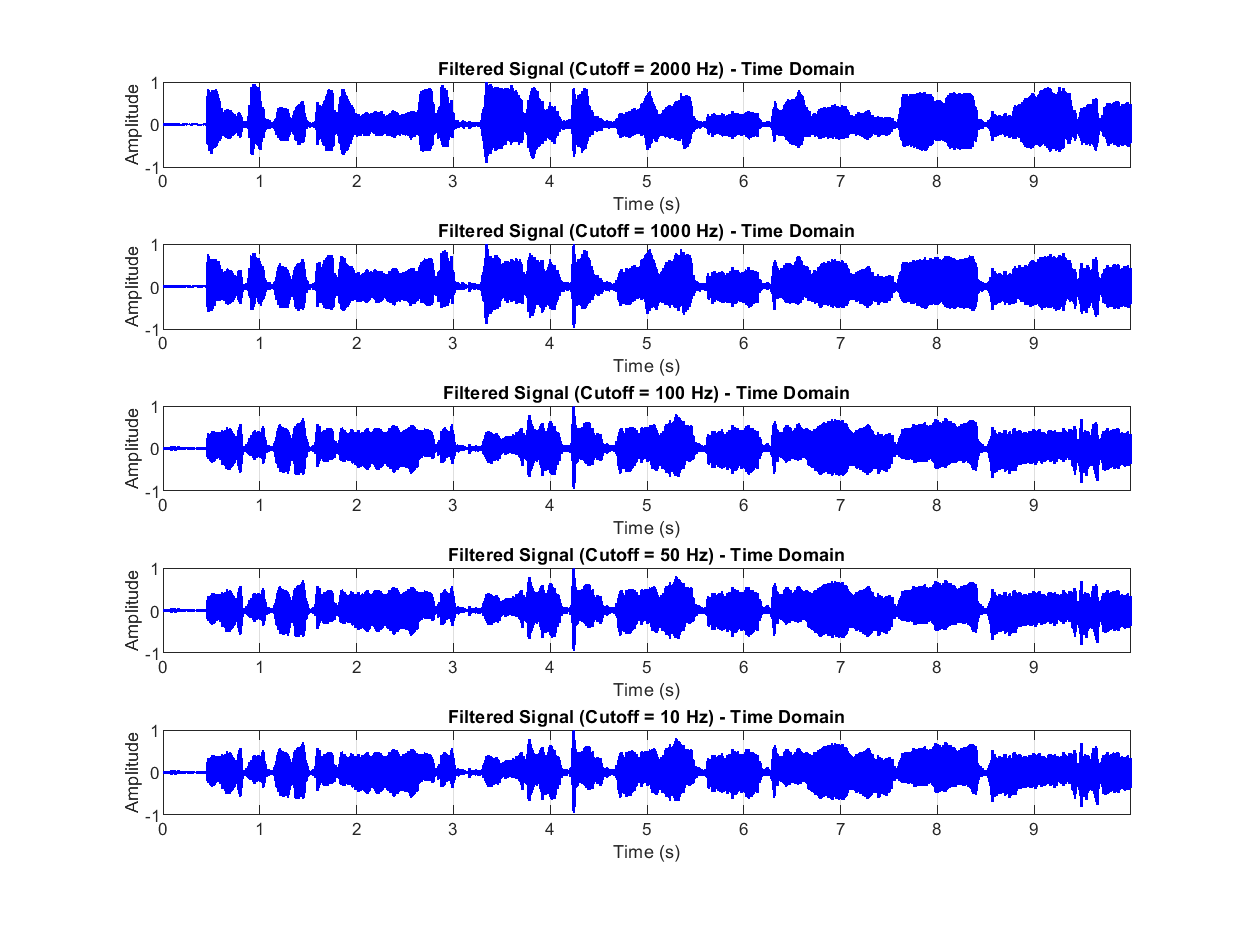 Filtered Signal (Cutoff = 2000 Hz) - Time Domain
1
0
-1
Amplitude
0 1 2 3 4 5 6 7 8 9
Time (s)
Filtered Signal (Cutoff = 1000 Hz) - Time Domain
1
0
-1
Amplitude
0 1 2 3 4 5 6 7 8 9
Time (s)
Filtered Signal (Cutoff = 100 Hz) - Time Domain
1
0
-1
Amplitude
0 1 2 3 4 5 6 7 8 9
Time (s)
Filtered Signal (Cutoff = 50 Hz) - Time Domain
1
0
-1
Amplitude
0 1 2 3 4 5 6 7 8 9
Time (s)
Filtered Signal (Cutoff = 10 Hz) - Time Domain
1
0
-1
Amplitude
0 1 2 3 4 5 6 7 8 9
Time (s)